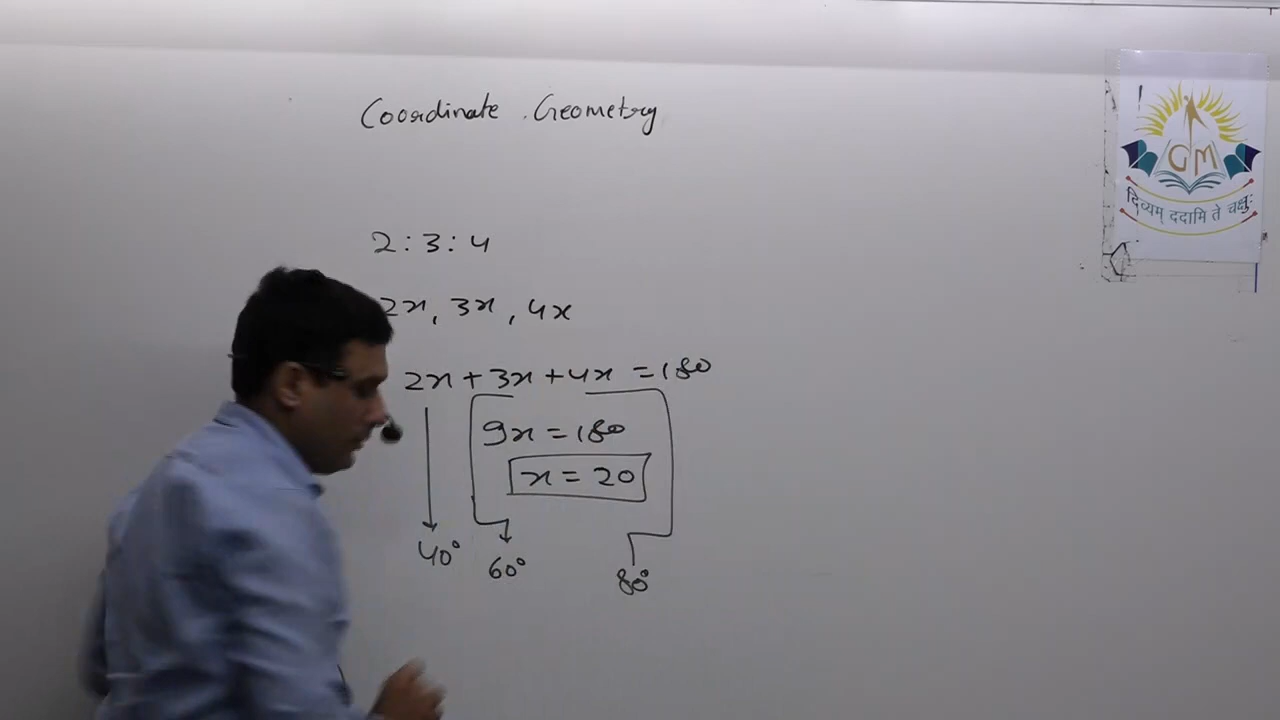 Coordinate Geometry
2 : 3 : 4
2x, 3x, 4x
2x + 3x + 4x = 180
9x = 180
x = 20
40° 60° 80°
GM
दिव्यम् ददामि ते चक्षुः